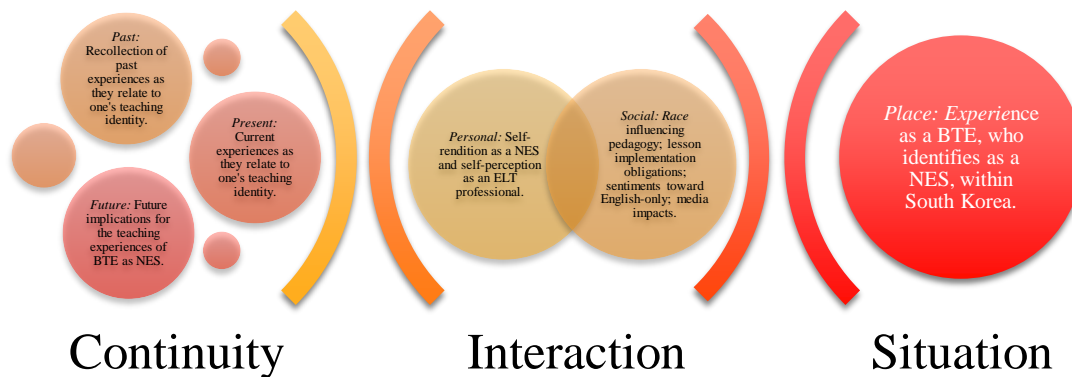 Past:
Recollection of
past
experiences as
they relate to
one's teaching
identity.
Present:
Current
experiences as
they relate to
one's teaching
identity.
Future: Future
implications for
the teaching
experiences of
BTE as NES.
Continuity
Personal: Self-
rendition as a NES
and self-perception
as an ELT
professional.
Social: Race
influencing
pedagogy; lesson
implementation
obligations;
sentiments toward
English-only; media
impacts.
Interaction
Place: Experience
as a BTE, who
identifies as a
NES, within
South Korea.
Situation